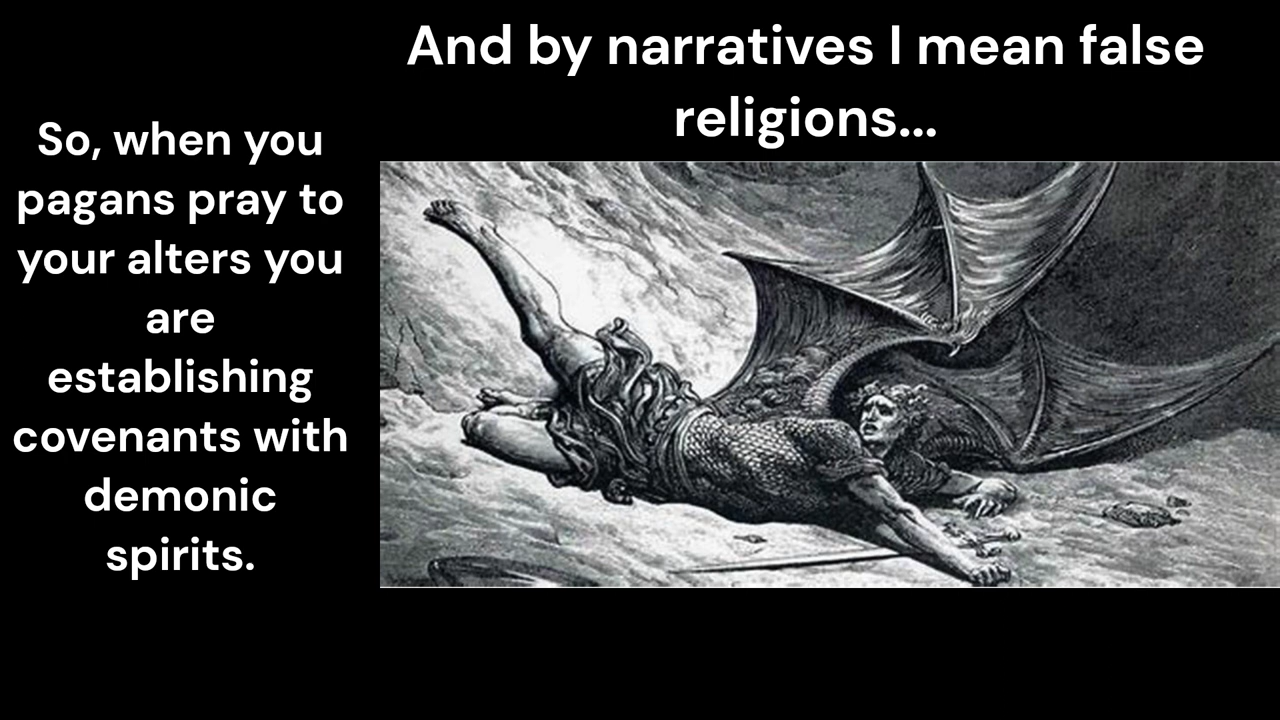 And by narratives I mean false
religions...
So, when you
pagans pray to
your alters you
are
establishing
covenants with
demonic
spirits.